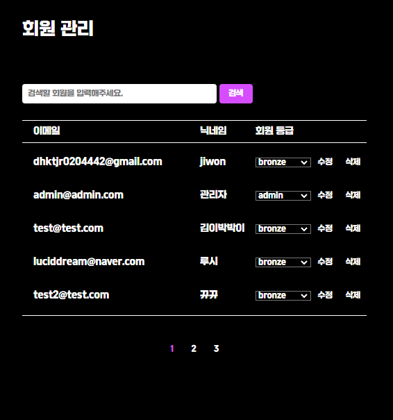 회원 관리
검색할 회원을 입력해주세요. 검색
이메일 닉네임 회원 등급
dhktjr0204442@gmail.com jiwon bronze 수정 삭제
admin@admin.com 관리자 admin 수정 삭제
test@test.com 김이박박이 bronze 수정 삭제
luciddream@naver.com 루시 bronze 수정 삭제
test2@test.com 뀨뀨 bronze 수정 삭제
1 2 3